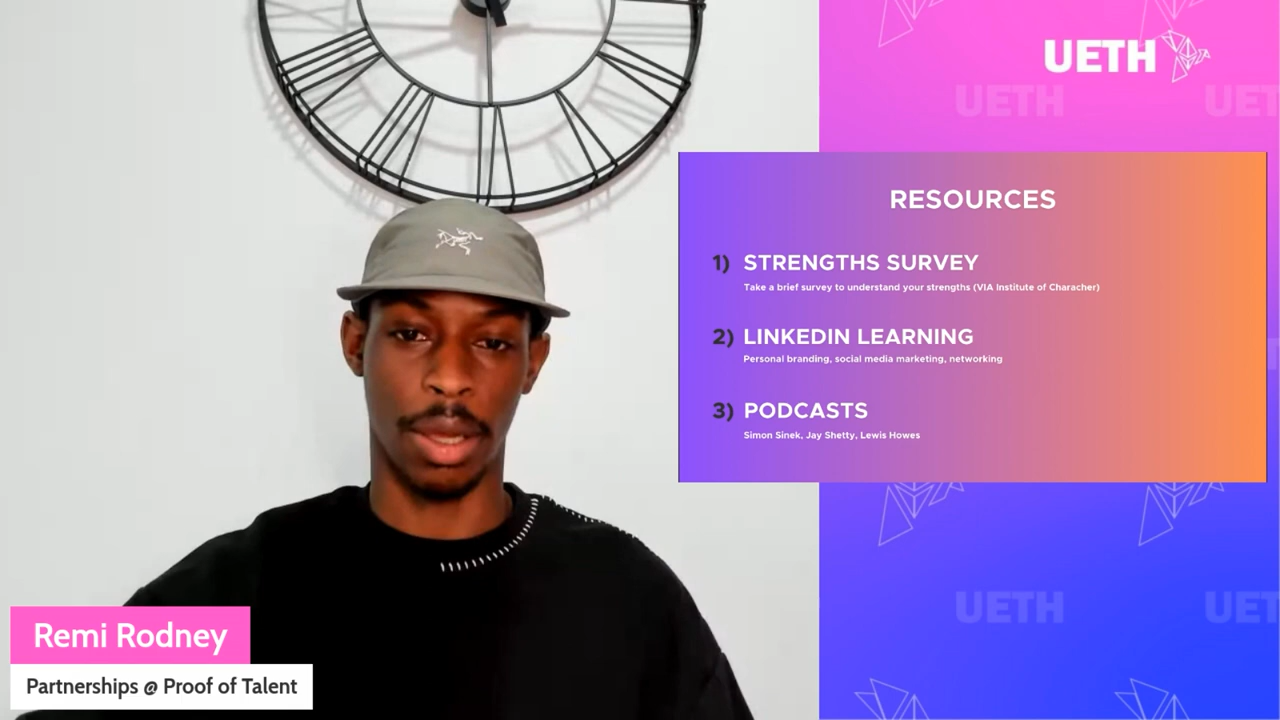 UETH
UETH
UET
RESOURCES
1) STRENGTHS SURVEY
Take a brief survey to understand your strengths (VIA Institute of Characher)
2) LINKEDIN LEARNING
Personal branding, social media marketing, networking
3) PODCASTS
Simon Sinek, Jay Shetty, Lewis Howes
UETH
UET
Remi Rodney
Partnerships @ Proof of Talent